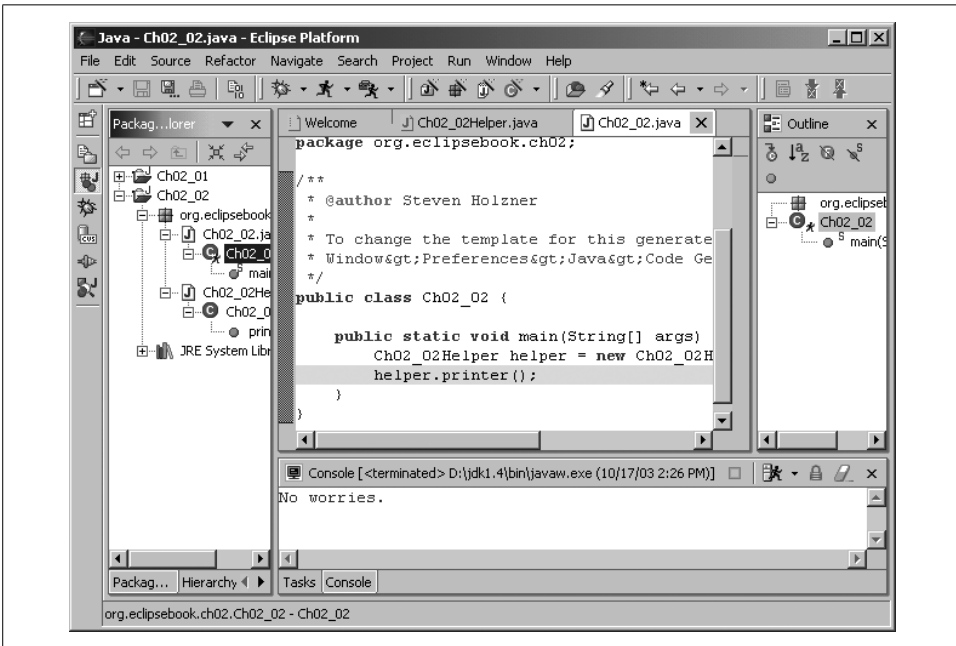 Java - Ch02_02.java - Eclipse Platform
File Edit Source Refactor Navigate Search Project Run Window Help
Packag...lorer
Welcome
Ch02_02Helper.java
Ch02_02.java
Outline
Ch02_01
Ch02_02
org.eclipsebook
Ch02_02.ja
Ch02_0
mai
Ch02_02He
Ch02_0
prin
JRE System Libr
package org.eclipsebook.ch02;
/**
* @author Steven Holzner
*
* To change the template for this generate
* Window&gt;Preferences&gt;Java&gt;Code Ge
*/
public class Ch02_02 {
public static void main(String[] args)
Ch02_02Helper helper = new Ch02_02H
helper.printer();
}
}
org.eclipset
Ch02_02
main(S
Console [<terminated> D:\jdk1.4\bin\javaw.exe (10/17/03 2:26 PM)]
No worries.
Packag... Hierarchy
Tasks Console
org.eclipsebook.ch02.Ch02_02 - Ch02_02